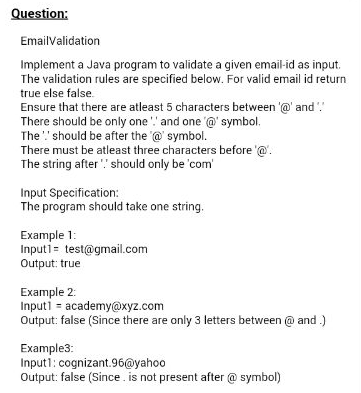 Question:
EmailValidation
Implement a Java program to validate a given email-id as input.
The validation rules are specified below. For valid email id return
true else false.
Ensure that there are atleast 5 characters between '@' and '.'
There should be only one '.' and one '@' symbol.
The '.' should be after the '@' symbol.
There must be atleast three characters before '@'.
The string after '.' should only be 'com'
Input Specification:
The program should take one string.
Example 1:
Input1= test@gmail.com
Output: true
Example 2:
Input1 = academy@xyz.com
Output: false (Since there are only 3 letters between @ and .)
Example3:
Input1: cognizant.96@yahoo
Output: false (Since . is not present after @ symbol)